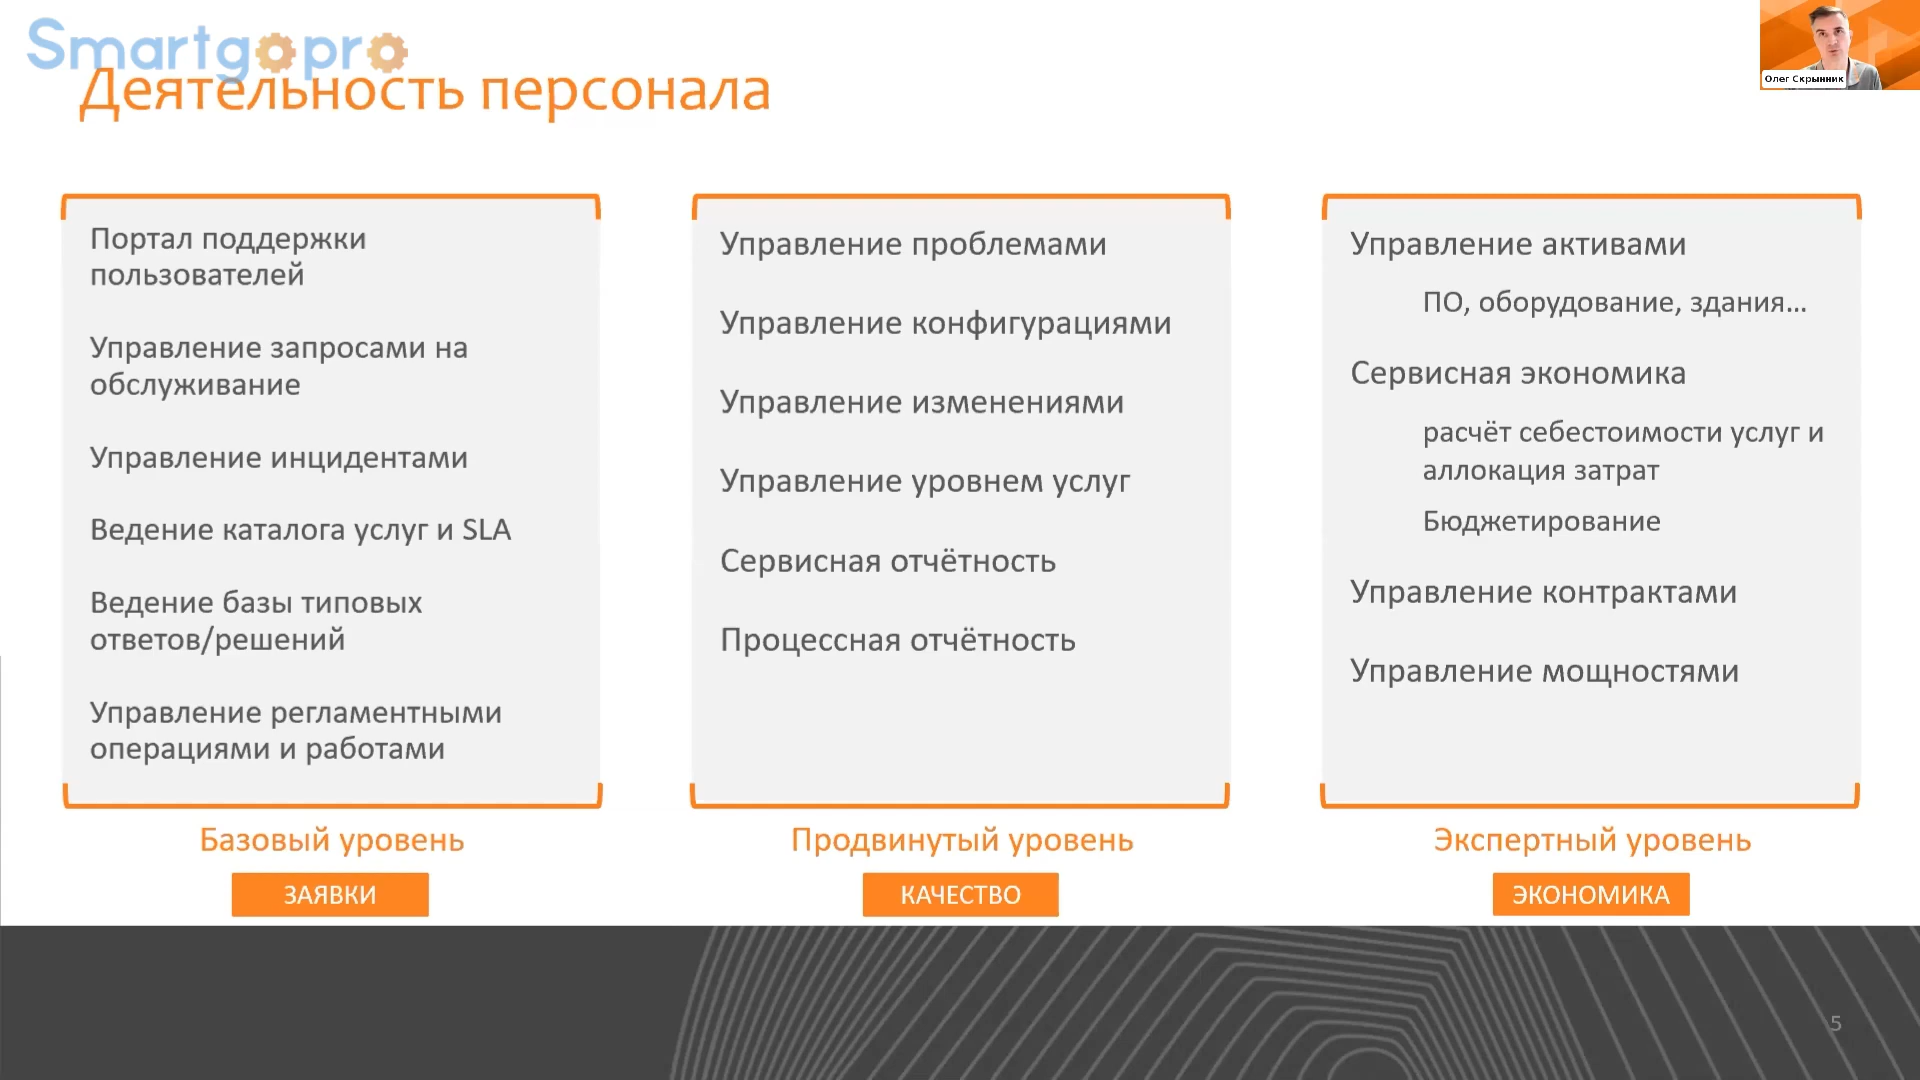 Smartgopro
Деятельность персонала
Олег Скрынник
Портал поддержки
пользователей
Управление запросами на
обслуживание
Управление инцидентами
Ведение каталога услуг и SLA
Ведение базы типовых
ответов/решений
Управление регламентными
операциями и работами
Базовый уровень
ЗАЯВКИ
Управление проблемами
Управление конфигурациями
Управление изменениями
Управление уровнем услуг
Сервисная отчётность
Процессная отчётность
Продвинутый уровень
КАЧЕСТВО
Управление активами
ПО, оборудование, здания...
Сервисная экономика
расчёт себестоимости услуг и
аллокация затрат
Бюджетирование
Управление контрактами
Управление мощностями
Экспертный уровень
ЭКОНОМИКА
5